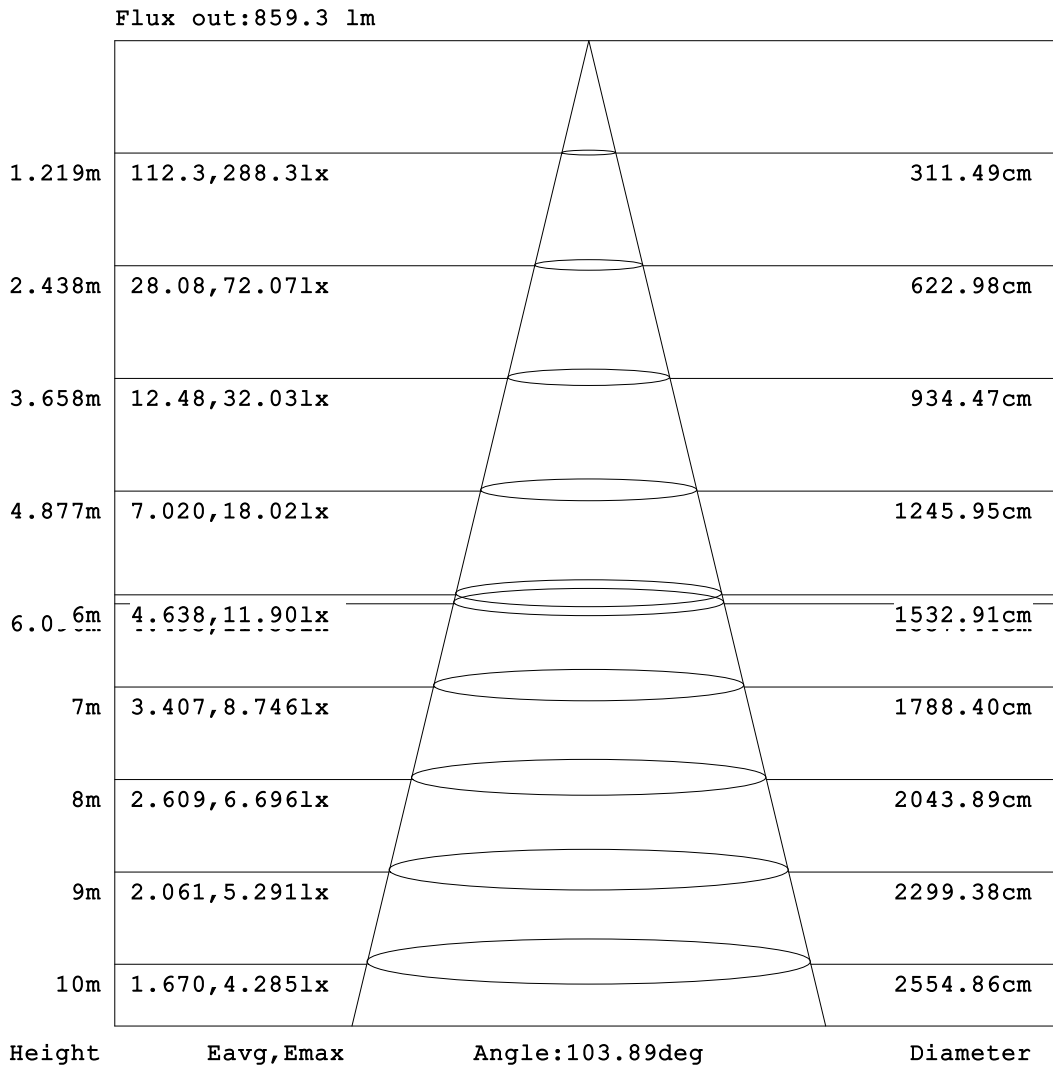 Flux out:859.3 lm
1.219m 112.3,288.3lx 311.49cm
2.438m 28.08,72.07lx 622.98cm
3.658m 12.48,32.03lx 934.47cm
4.877m 7.020,18.02lx 1245.95cm
6m 4.638,11.90lx 1532.91cm
7m 3.407,8.746lx 1788.40cm
8m 2.609,6.696lx 2043.89cm
9m 2.061,5.291lx 2299.38cm
10m 1.670,4.285lx 2554.86cm
Height Eavg,Emax Angle:103.89deg Diameter